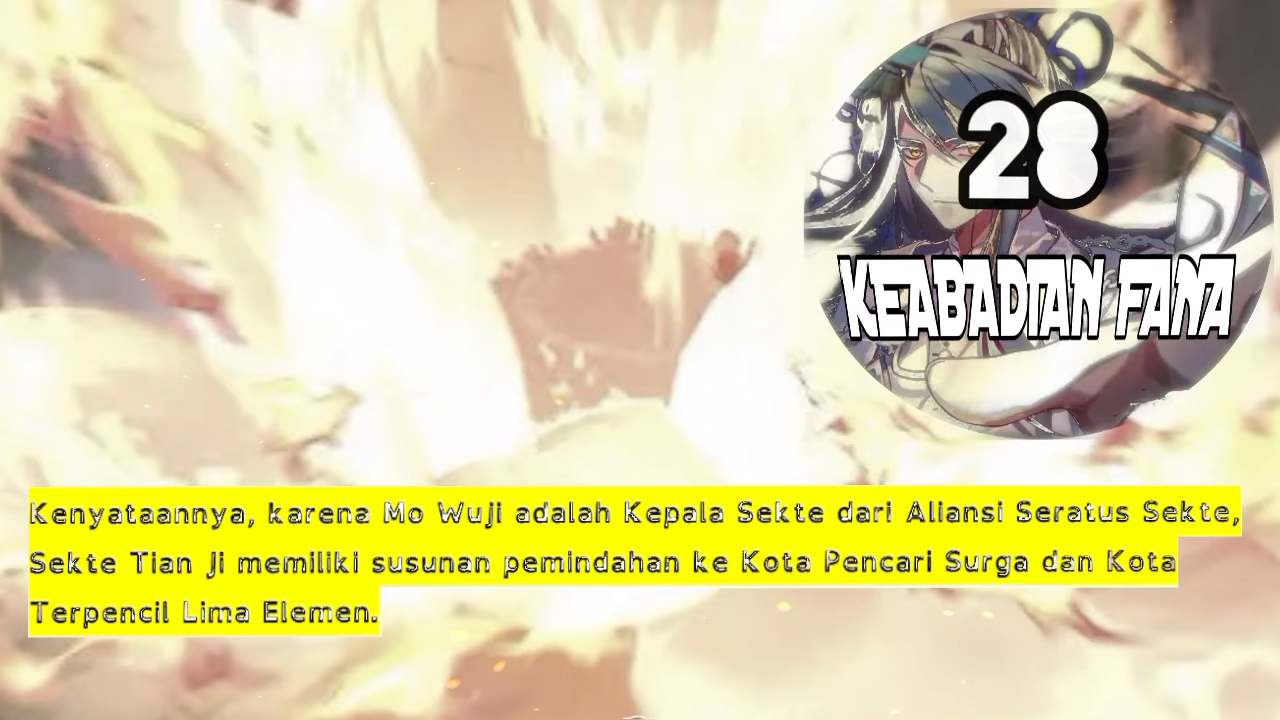 28
KEABADIAN FANA
Kenyataannya, karena Mo Wuji adalah Kepala Sekte dari Aliansi Seratus Sekte,
Sekte Tian Ji memiliki susunan pemindahan ke Kota Pencari Surga dan Kota
Terpencil Lima Elemen.